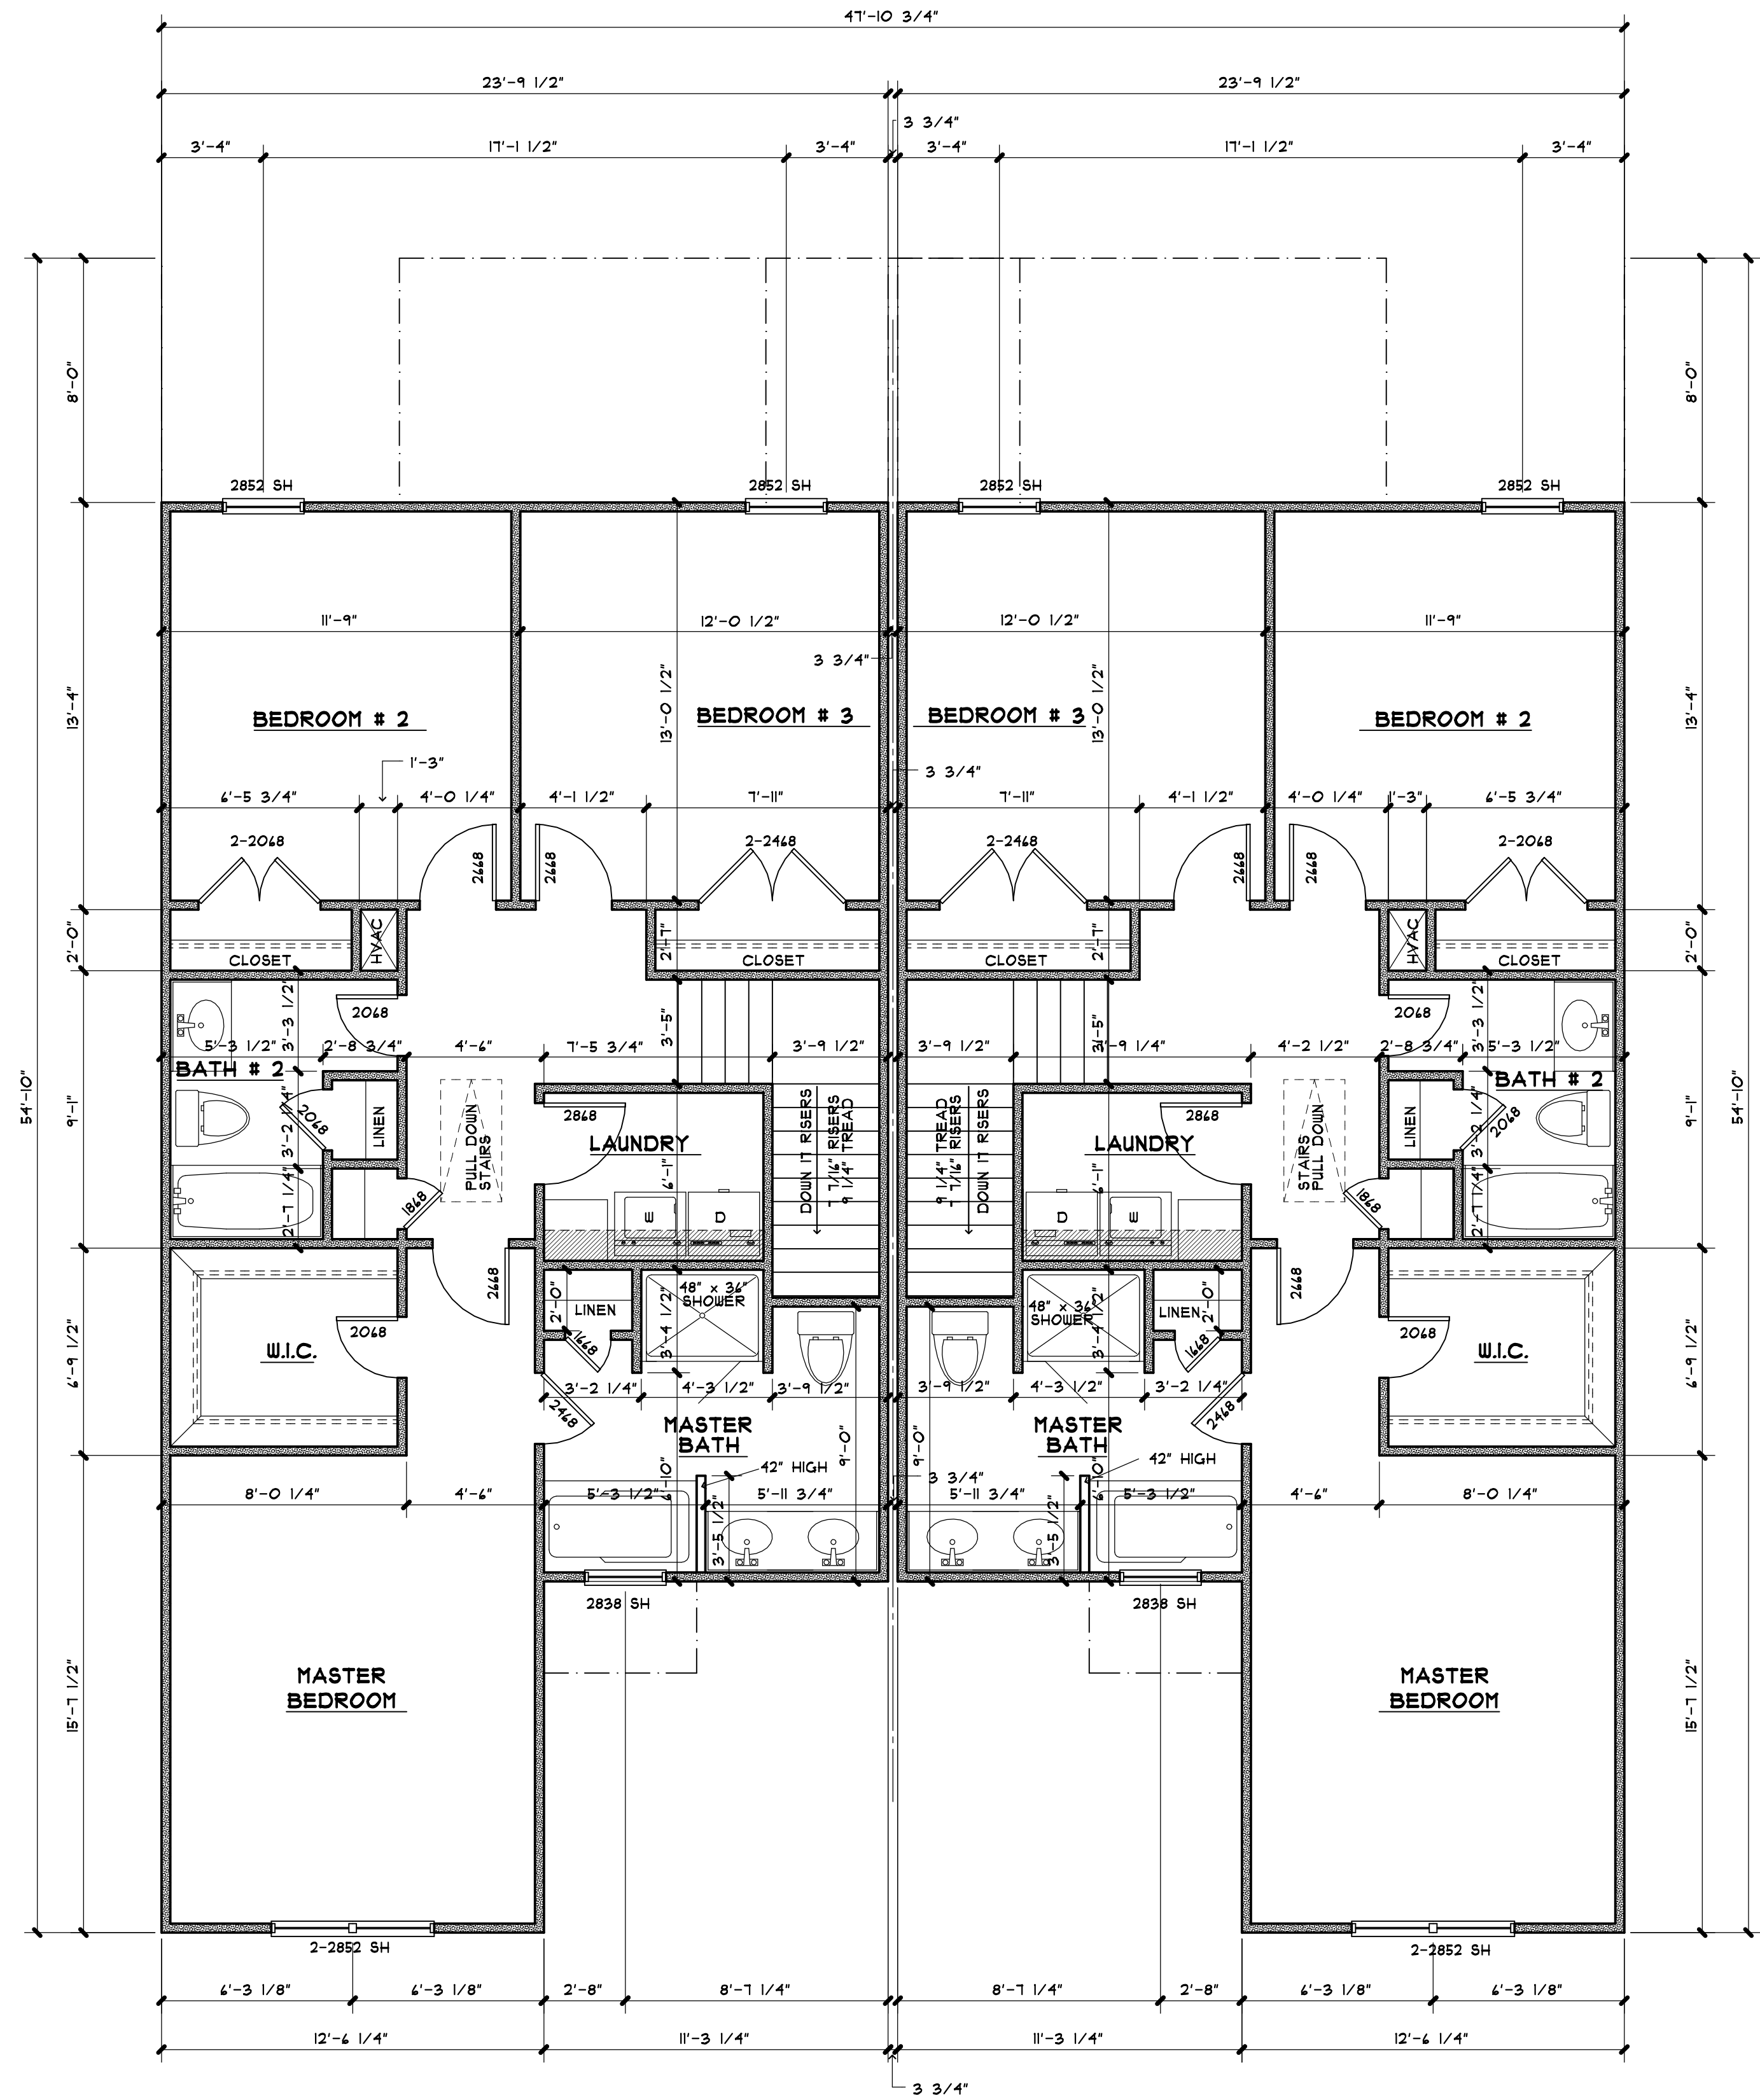 47'-10 3/4"
23'-9 1/2"
23'-9 1/2"
3 3/4"
3'-4"
17'-1 1/2"
3'-4"
3'-4"
17'-1 1/2"
3'-4"
8'-0"
8'-0"
2852 SH
2852 SH
2852 SH
2852 SH
11'-9"
12'-0 1/2"
12'-0 1/2"
11'-9"
3 3/4"
13'-0 1/2"
13'-0 1/2"
13'-4"
13'-4"
BEDROOM # 2
BEDROOM # 3
BEDROOM # 3
BEDROOM # 2
1'-3"
3 3/4"
6'-5 3/4"
4'-0 1/4"
4'-1 1/2"
7'-11"
7'-11"
4'-1 1/2"
4'-0 1/4"
1'-3"
6'-5 3/4"
2-2068
2668
2668
2-2468
2-2468
2668
2668
2-2068
2'-0"
HVAC
2'-7"
2'-7"
HVAC
2'-0"
CLOSET
CLOSET
CLOSET
CLOSET
2068
3'-3 1/2"
3'-5"
3'-5"
2068
3'-3 1/2"
5'-3 1/2"
2'-8 3/4"
4'-6"
7'-5 3/4"
3'-9 1/2"
3'-9 1/2"
4'-2 1/2"
2'-8 3/4"
5'-3 1/2"
BATH # 2
BATH # 2
54'-10"
9'-1"
3'-2 1/4"
2068
LINEN
PULL DOWN
STAIRS
2868
LAUNDRY
DOWN 17 RISERS
7 7/16" RISERS
9 1/4" TREAD
9 1/4" TREAD
7 7/16" RISERS
DOWN 17 RISERS
2868
LAUNDRY
STAIRS
PULL DOWN
LINEN
2068
3'-2 1/4"
9'-1"
54'-10"
2'-7 1/4"
1868
6'-1"
W
D
D
W
6'-1"
1868
2'-7 1/4"
2668
2'-0"
LINEN
48" x 36"
SHOWER
3'-4 1/2"
48" x 36"
SHOWER
3'-4 1/2"
LINEN
2'-0"
2668
6'-9 1/2"
W.I.C.
2068
1668
1668
2068
W.I.C.
6'-9 1/2"
3'-2 1/4"
4'-3 1/2"
3'-9 1/2"
3'-9 1/2"
4'-3 1/2"
3'-2 1/4"
2468
2468
MASTER
BATH
MASTER
BATH
9'-0"
9'-0"
42" HIGH
3 3/4"
42" HIGH
8'-0 1/4"
4'-6"
5'-3 1/2"
5'-11 3/4"
5'-11 3/4"
5'-3 1/2"
4'-6"
8'-0 1/4"
3'-5 1/2"
3'-5 1/2"
2838 SH
2838 SH
MASTER
BEDROOM
MASTER
BEDROOM
15'-7 1/2"
15'-7 1/2"
2-2852 SH
2-2852 SH
6'-3 1/8"
6'-3 1/8"
2'-8"
8'-7 1/4"
8'-7 1/4"
2'-8"
6'-3 1/8"
6'-3 1/8"
12'-6 1/4"
11'-3 1/4"
11'-3 1/4"
12'-6 1/4"
3 3/4"